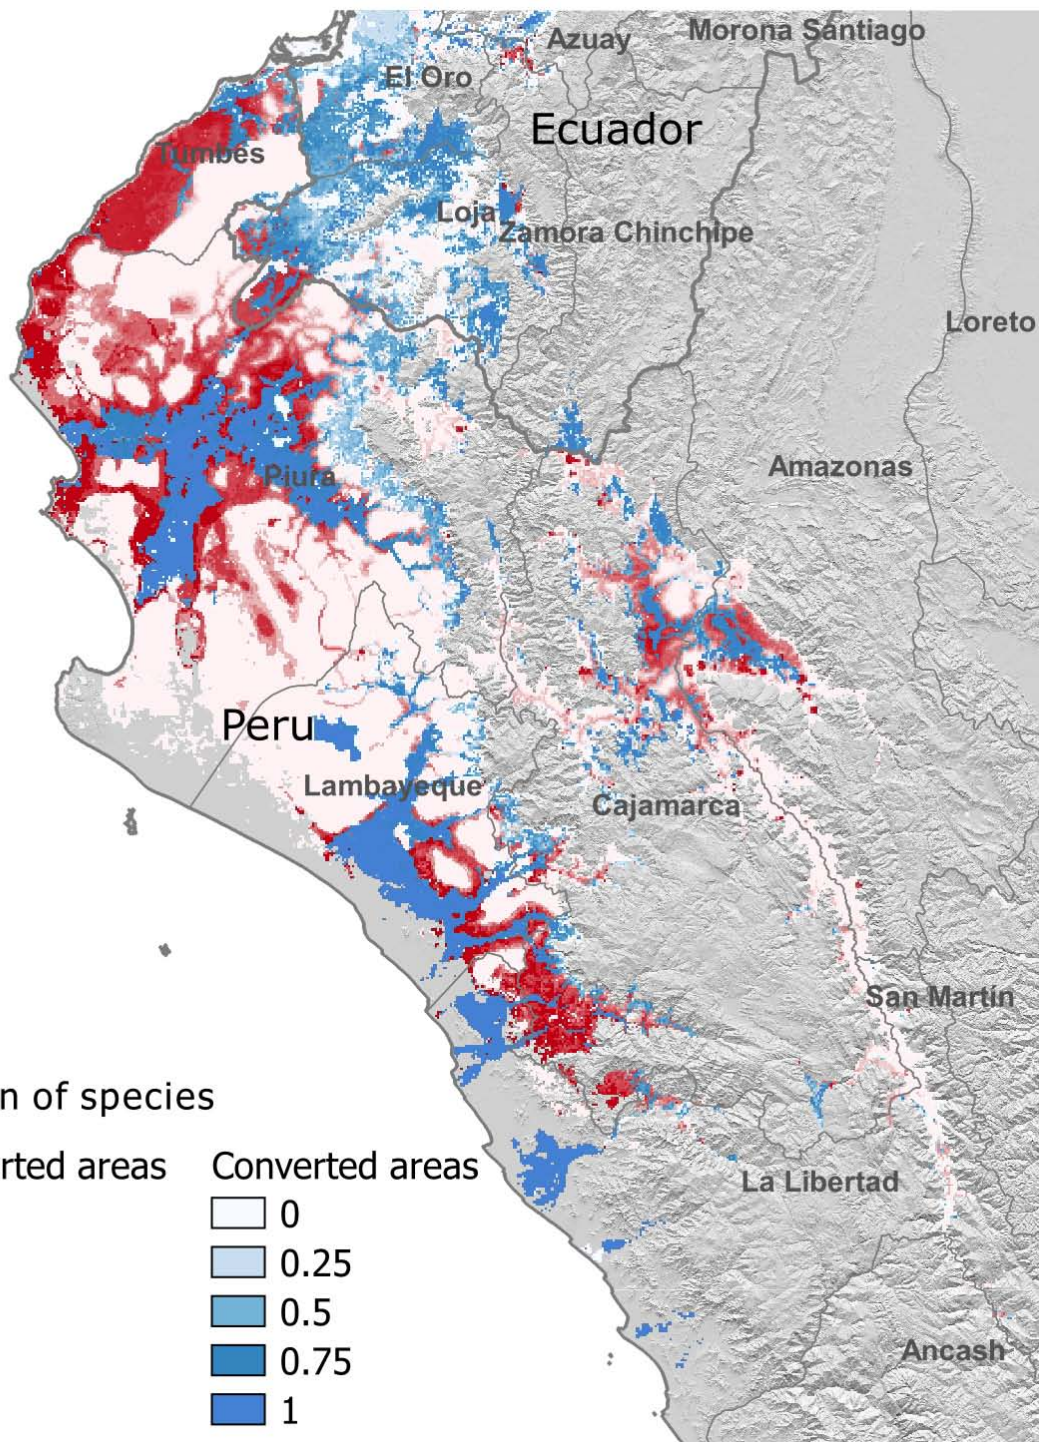 Morona Santiago
Azuay
El Oro
Ecuador
Tumbes
Loja
Zamora Chinchipe
Loreto
Amazonas
Piura
Peru
Lambayeque
Cajamarca
San Martín
n of species
rted areas
Converted areas
0
La Libertad
0.25
0.5
0.75
Ancash
1